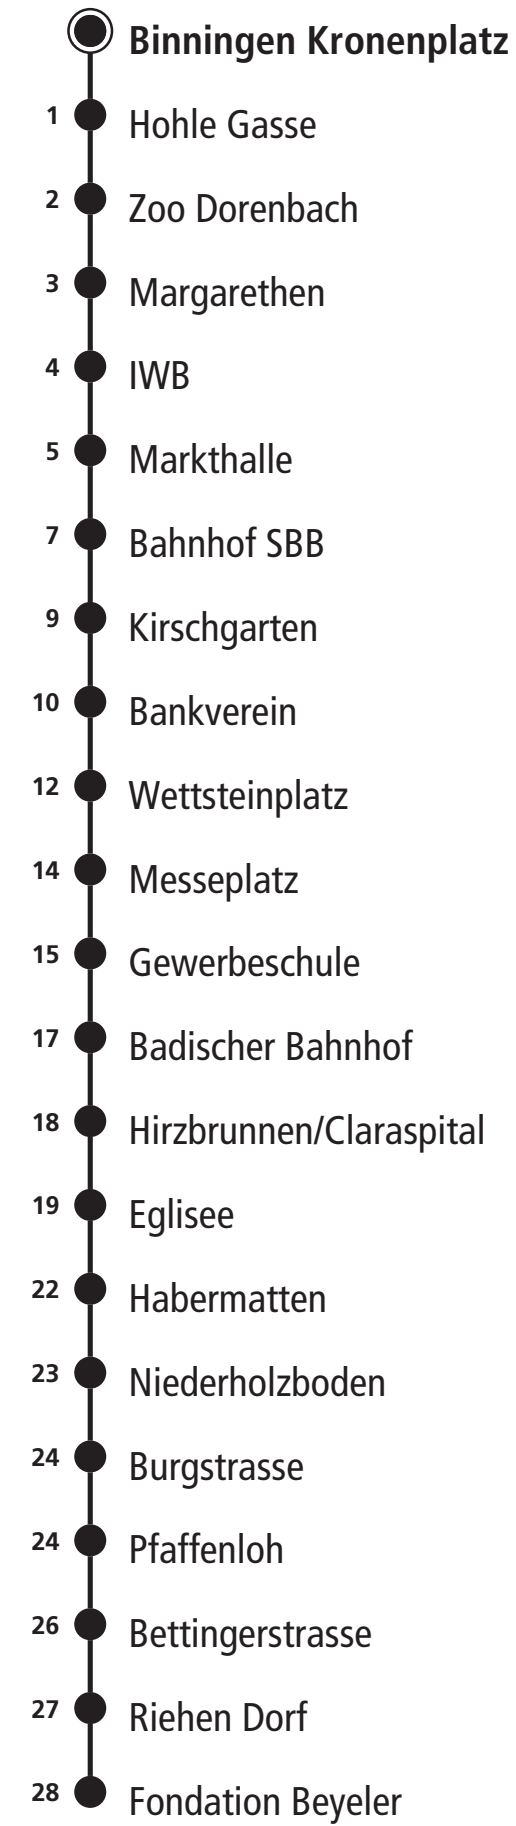 Binningen Kronenplatz
1 Hohle Gasse
2 Zoo Dorenbach
3 Margarethen
4 IWB
5 Markthalle
7 Bahnhof SBB
9 Kirschgarten
10 Bankverein
12 Wettsteinplatz
14 Messeplatz
15 Gewerbeschule
17 Badischer Bahnhof
18 Hirzbrunnen/Claraspital
19 Eglisee
22 Habermatten
23 Niederholzboden
24 Burgstrasse
24 Pfaffenloh
26 Bettingerstrasse
27 Riehen Dorf
28 Fondation Beyeler